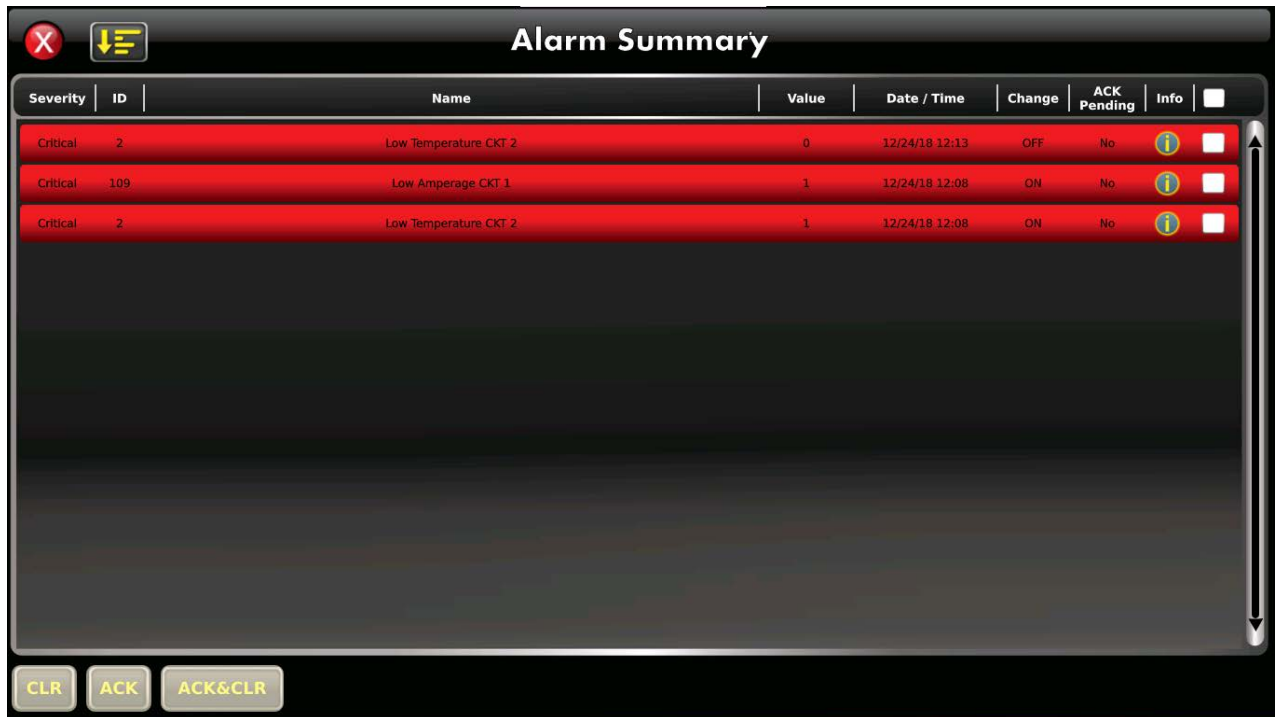 X
Alarm Summary
Severity ID Name Value Date / Time Change ACK Pending Info
Critical 2 Low Temperature CKT 2 0 12/24/18 12:13 OFF No i
Critical 109 Low Amperage CKT 1 1 12/24/18 12:08 ON No i
Critical 2 Low Temperature CKT 2 1 12/24/18 12:08 ON No i
CLR ACK ACK&CLR